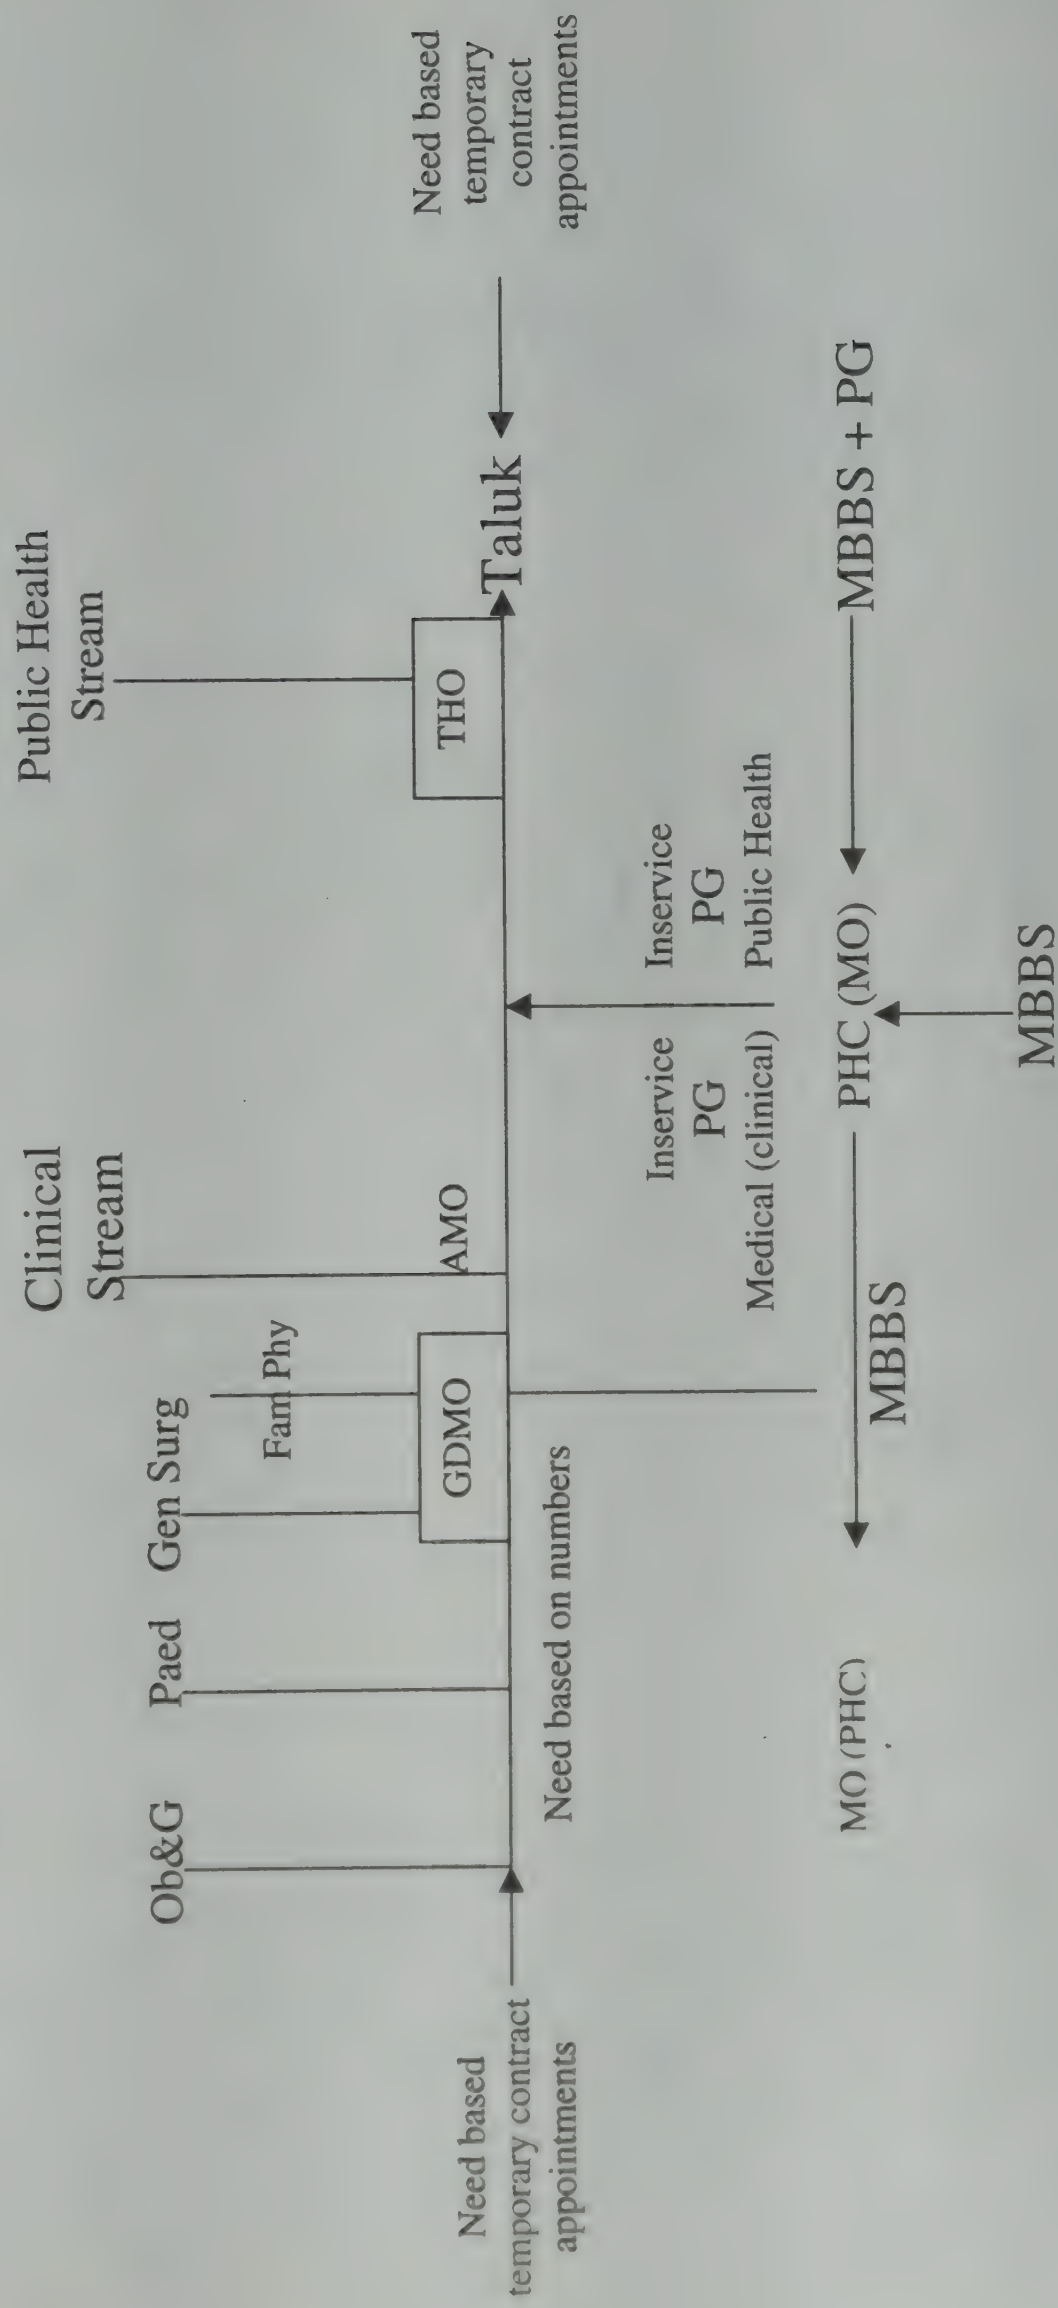 Clinical
Stream
Public Health
Stream
Ob&G
Paed
Gen Surg
Fam Phy
GDMO
AMO
THO
Need based
temporary contract
appointments
Taluk
Need based
temporary
contract
appointments
Need based on numbers
Inservice
PG
Medical (clinical)
Inservice
PG
Public Health
MO (PHC)
MBBS
PHC (MO)
MBBS + PG
MBBS